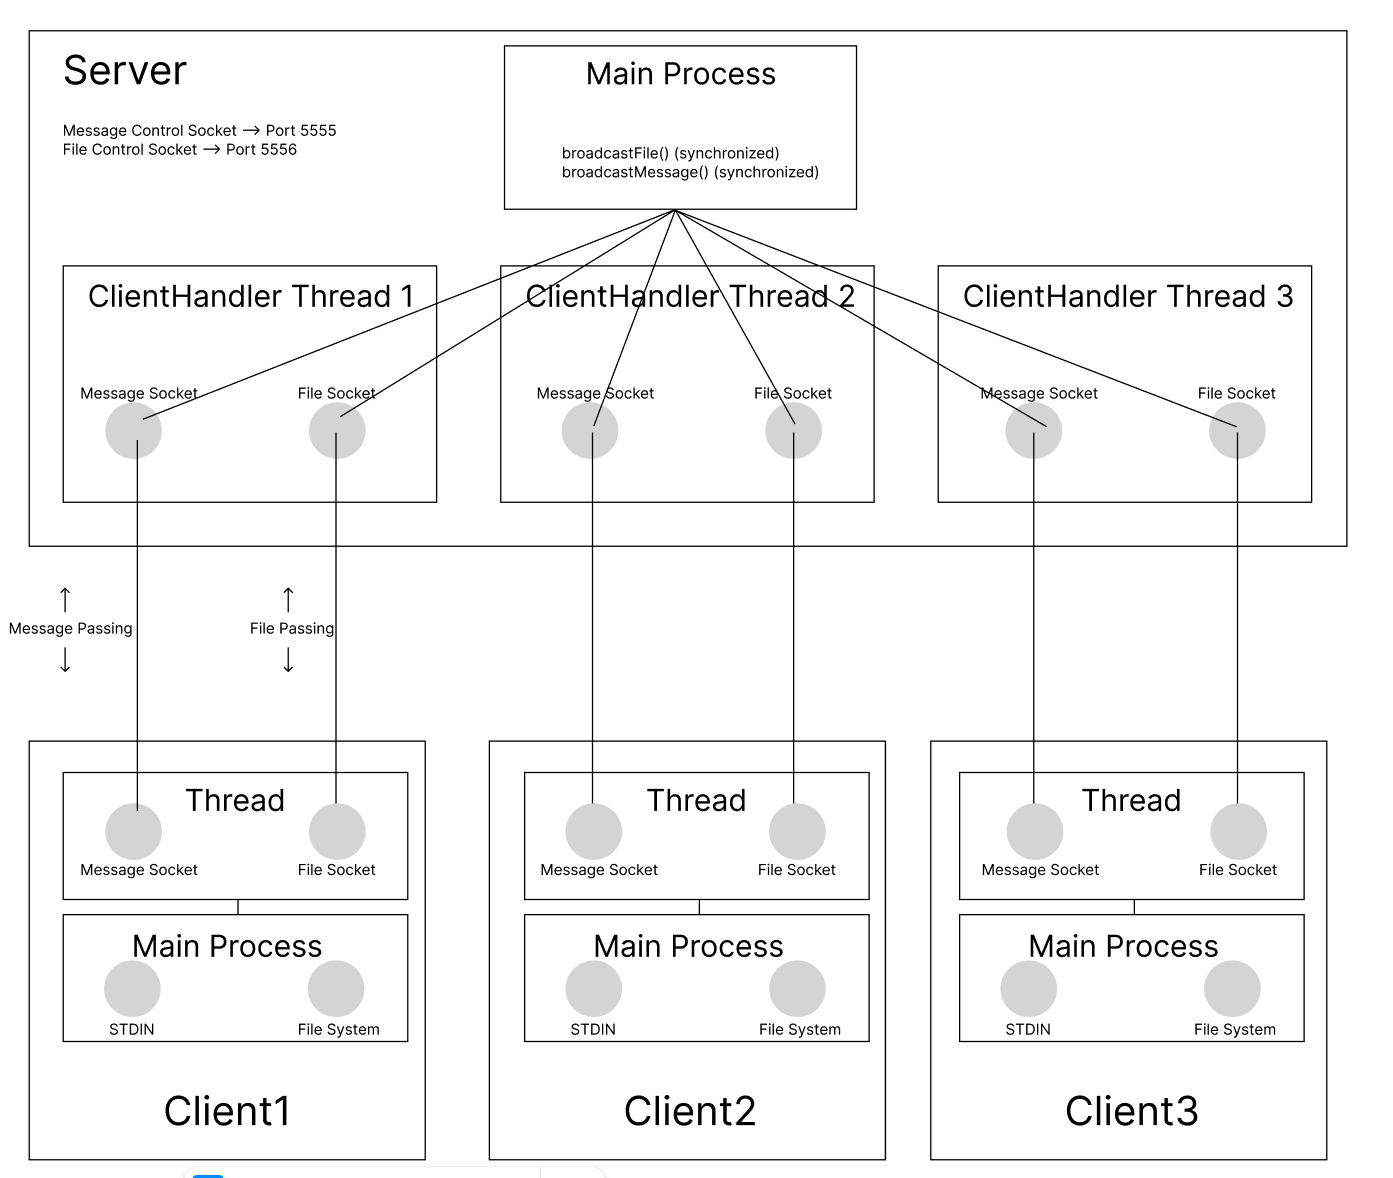 Server
Message Control Socket → Port 5555
File Control Socket → Port 5556
Main Process
broadcastFile() (synchronized)
broadcastMessage() (synchronized)
ClientHandler Thread 1
ClientHandler Thread 2
ClientHandler Thread 3
Message Socket
File Socket
Message Socket
File Socket
Message Socket
File Socket
Message Passing
File Passing
Thread
Message Socket
File Socket
Main Process
STDIN
File System
Client1
Thread
Message Socket
File Socket
Main Process
STDIN
File System
Client2
Thread
Message Socket
File Socket
Main Process
STDIN
File System
Client3